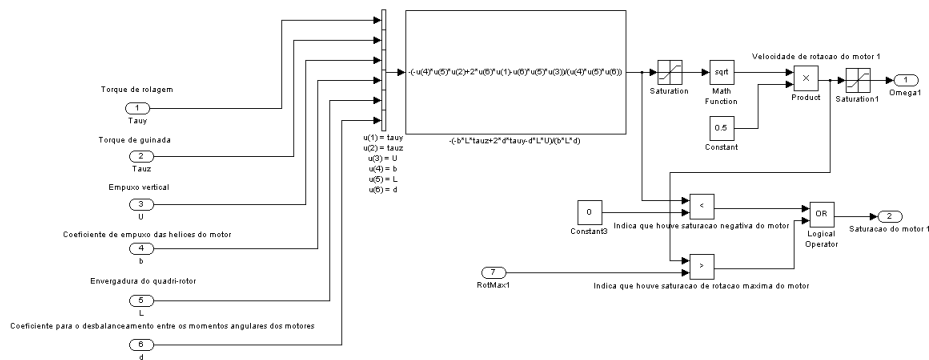 Torque de rolagem
1
Tauy
Torque de guinada
2
Tauz
Empuxo vertical
3
U
Coeficiente de empuxo das helices do motor
4
b
Envergadura do quadri-rotor
5
L
Coeficiente para o desbalanceamento entre os momentos angulares dos motores
6
d
u(1) = tauy
u(2) = tauz
u(3) = U
u(4) = b
u(5) = L
u(6) = d
-(-u(4)*u(5)*u(2)+2*u(6)*u(1)-u(6)*u(5)*u(3))/(u(4)*u(5)*u(6))
-(-b*L*tauz+2*d*tauy-d*L*U)/(b*L*d)
Saturation
sqrt
Math
Function
Velocidade de rotacao do motor 1
×
Product
0.5
Constant
Saturation1
1
Omega1
0
Constant3
<
Indica que houve saturacao negativa do motor
OR
Logical
Operator
2
Saturacao do motor 1
7
RotMax1
>
Indica que houve saturacao de rotacao maxima do motor